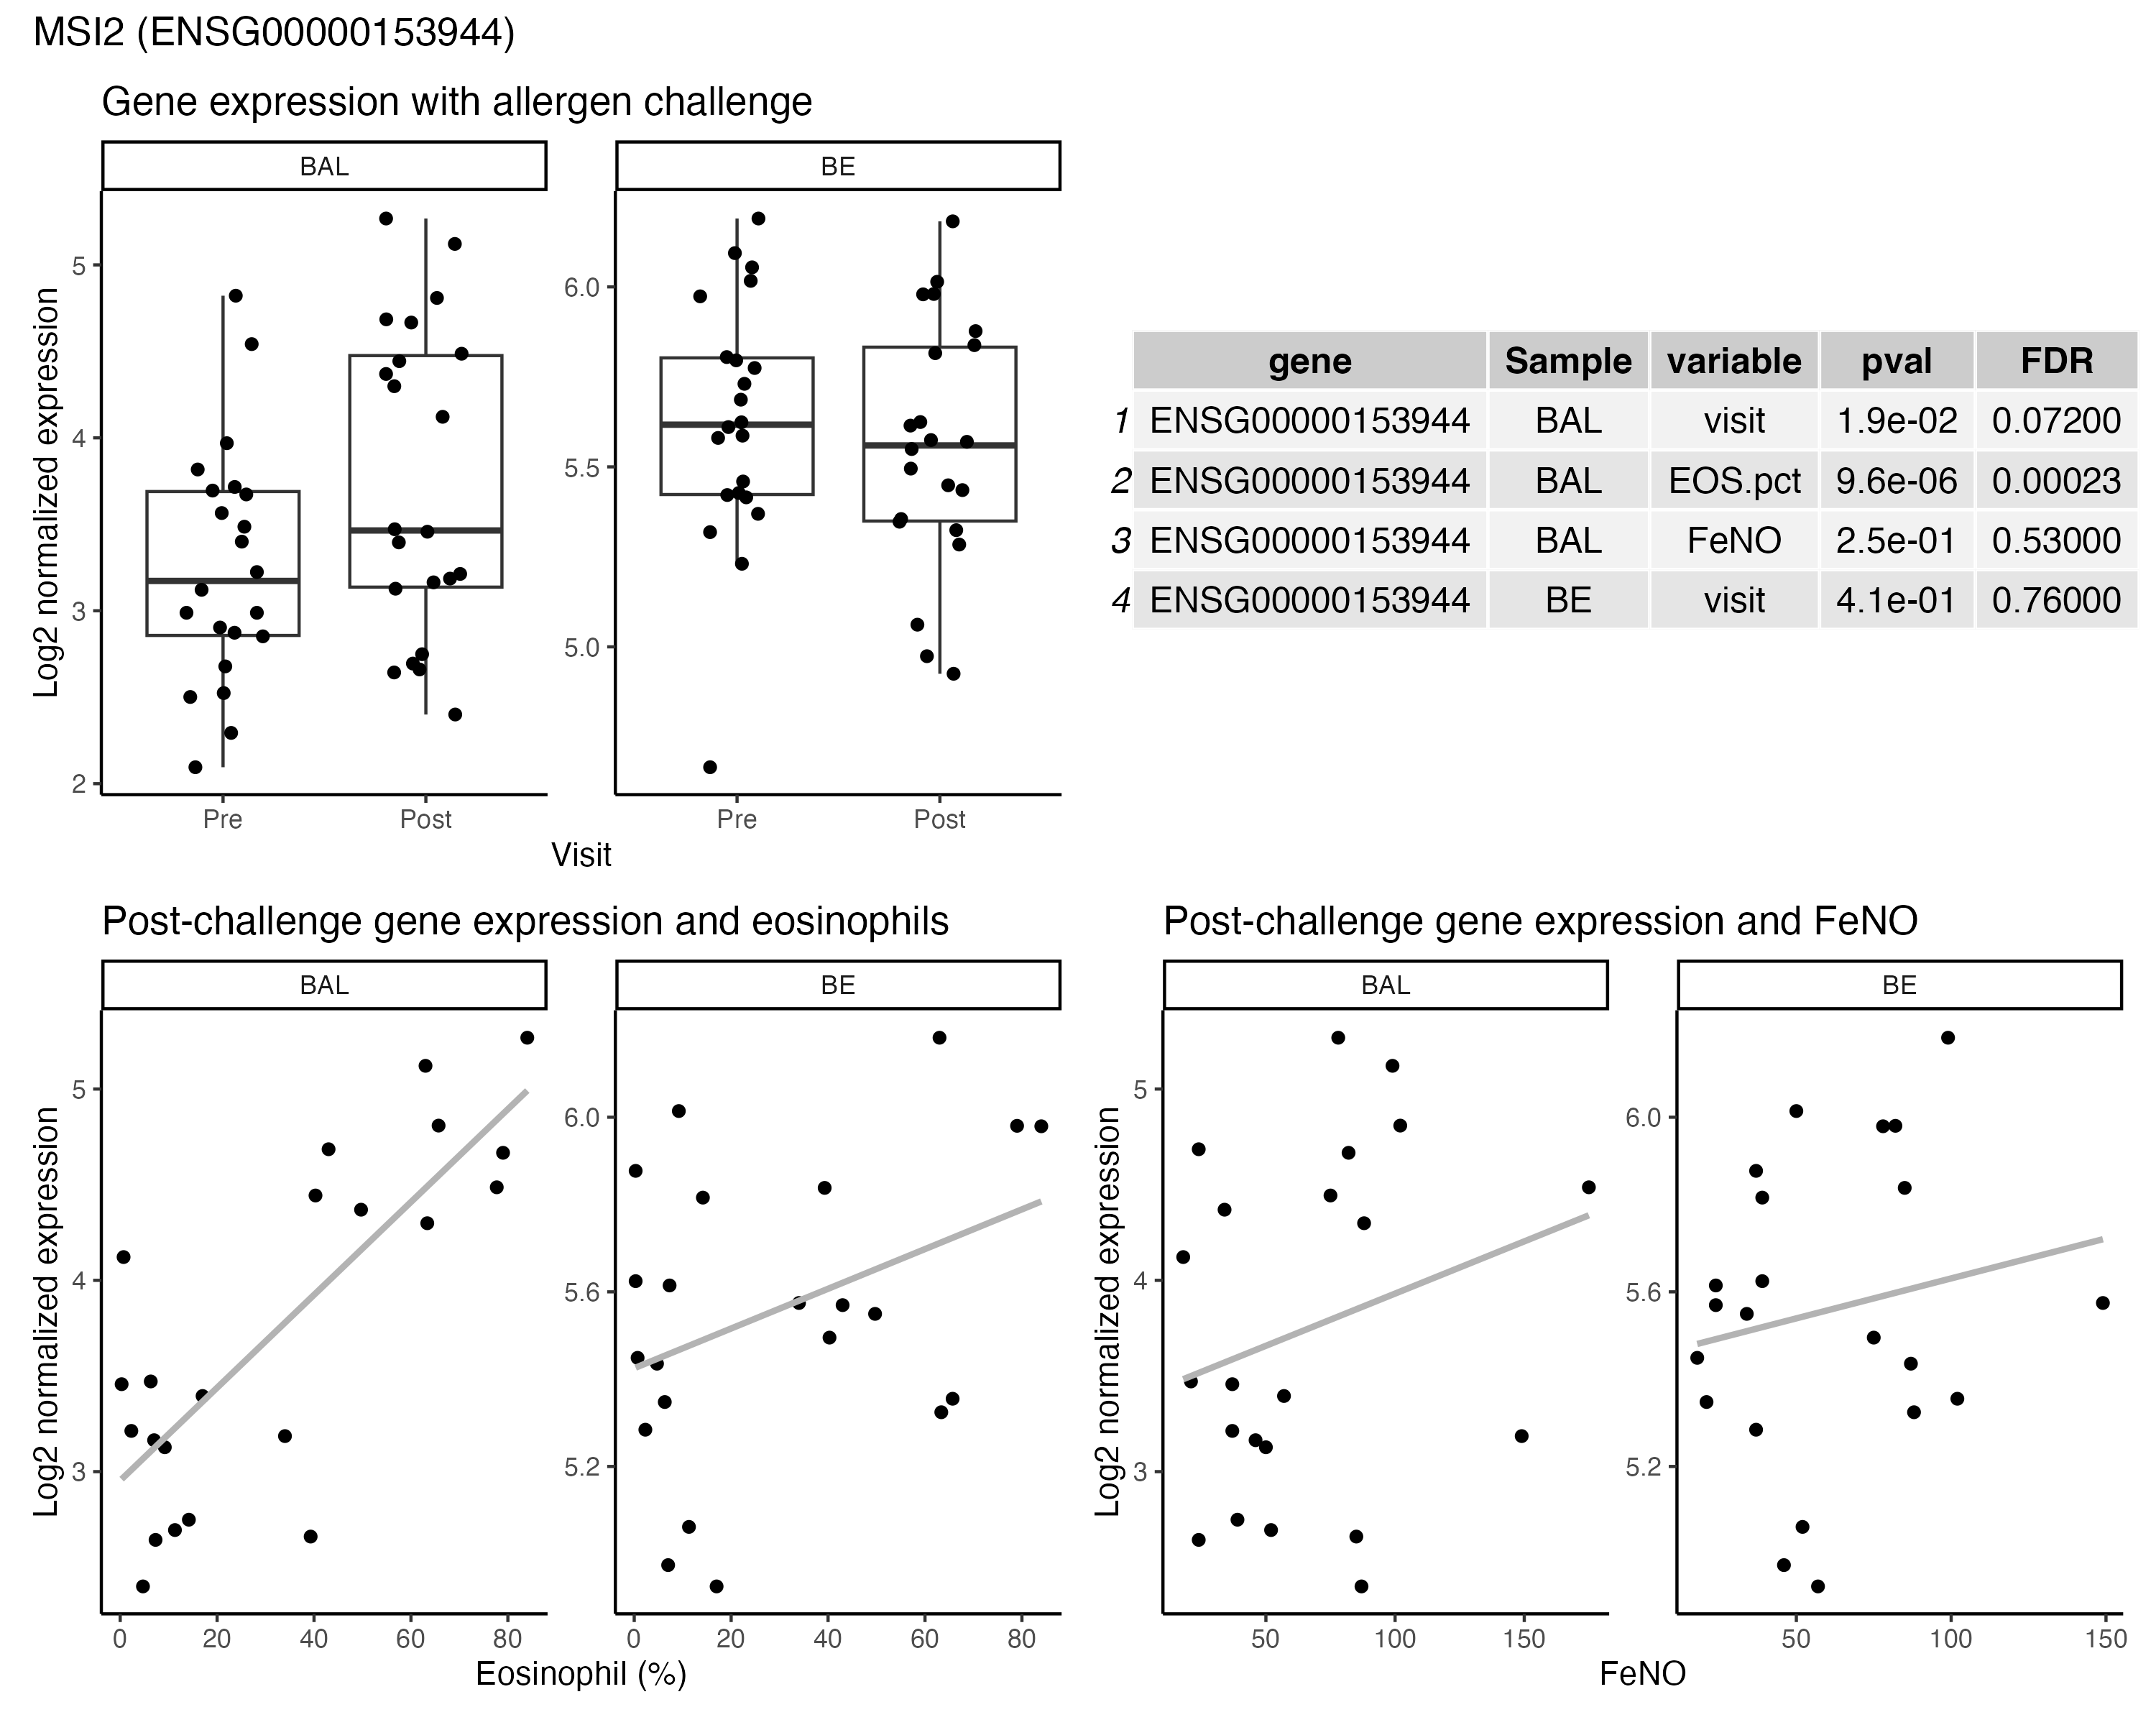 MSI2 (ENSG00000153944)
Gene expression with allergen challenge
BAL
BE
Log2 normalized expression
5
4
3
2
6.0
5.5
5.0
Pre
Post
Pre
Post
Visit
gene Sample variable pval FDR
1 ENSG00000153944 BAL visit 1.9e-02 0.07200
2 ENSG00000153944 BAL EOS.pct 9.6e-06 0.00023
3 ENSG00000153944 BAL FeNO 2.5e-01 0.53000
4 ENSG00000153944 BE visit 4.1e-01 0.76000
Post-challenge gene expression and eosinophils
BAL
BE
Log2 normalized expression
5
4
3
6.0
5.6
5.2
0 20 40 60 80
0 20 40 60 80
Eosinophil (%)
Post-challenge gene expression and FeNO
BAL
BE
Log2 normalized expression
5
4
3
6.0
5.6
5.2
50 100 150
50 100 150
FeNO